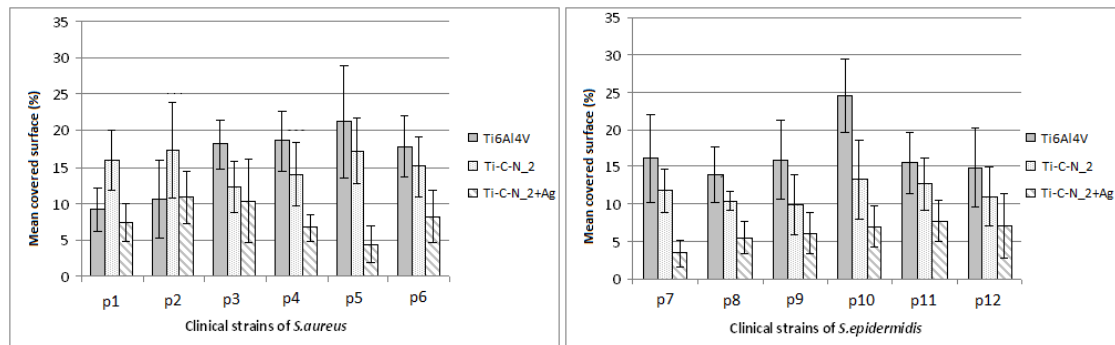 35
30
25
20
15
10
5
0
Mean covered surface (%)
p1 p2 p3 p4 p5 p6
Clinical strains of S.aureus
Ti6Al4V
Ti-C-N_2
Ti-C-N_2+Ag
35
30
25
20
15
10
5
0
Mean covered surface (%)
p7 p8 p9 p10 p11 p12
Clinical strains of S.epidermidis
Ti6Al4V
Ti-C-N_2
Ti-C-N_2+Ag